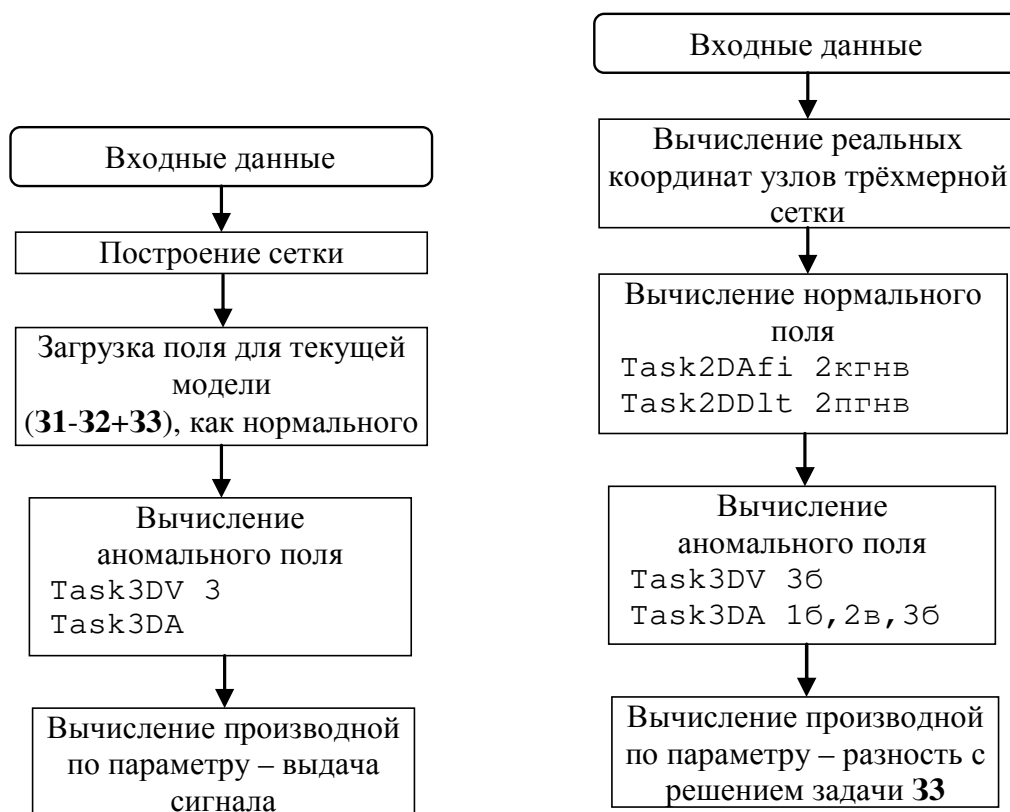 Входные данные
Построение сетки
Загрузка поля для текущей
модели
(З1-З2+З3), как нормального
Вычисление
аномального поля
Task3DV 3
Task3DA
Вычисление производной
по параметру – выдача
сигнала
Входные данные
Вычисление реальных
координат узлов трёхмерной
сетки
Вычисление нормального
поля
Task2DAfi 2кгнв
Task2DDlt 2пгнв
Вычисление
аномального поля
Task3DV 3б
Task3DA 1б,2в,3б
Вычисление производной
по параметру – разность с
решением задачи З3